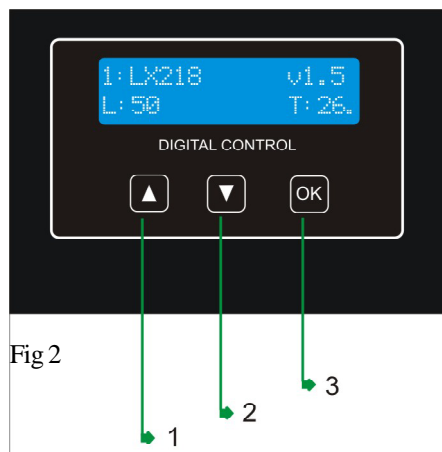 1:LX218 v1.5
L:50 T:26.
DIGITAL CONTROL
OK
Fig 2
3
2
1